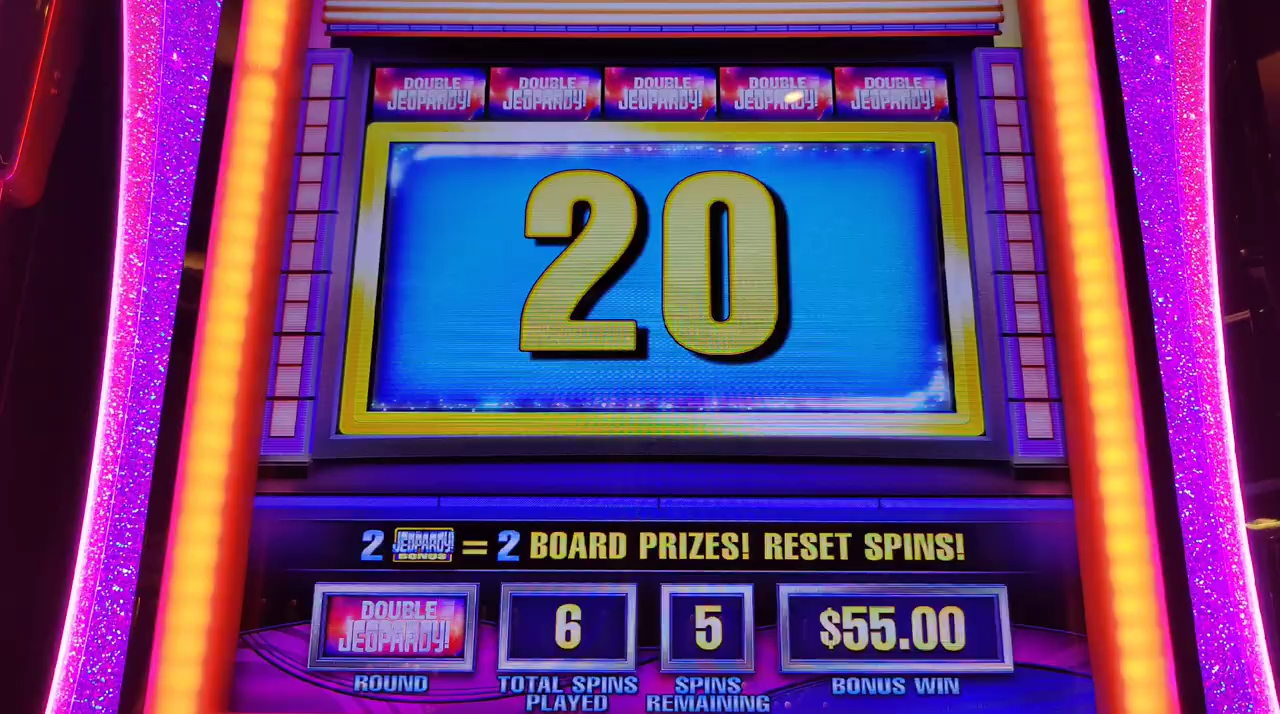 DOUBLE JEOPARDY!
DOUBLE JEOPARDY!
DOUBLE JEOPARDY!
DOUBLE JEOPARDY!
DOUBLE JEOPARDY!
20
2 JEOPARDY! BONUS = 2 BOARD PRIZES! RESET SPINS!
DOUBLE JEOPARDY! 6 5 $55.00
ROUND TOTAL SPINS PLAYED SPINS REMAINING BONUS WIN